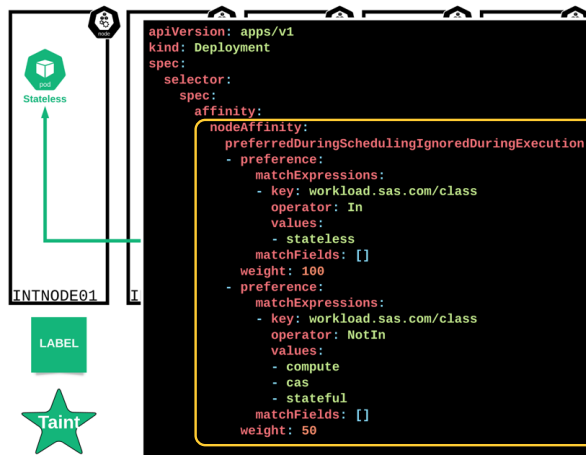 node
pod
Stateless
INTNODE01
I
LABEL
Taint
apiVersion: apps/v1
kind: Deployment
spec:
  selector:
    spec:
      affinity:
        nodeAffinity:
          preferredDuringSchedulingIgnoredDuringExecution
          - preference:
              matchExpressions:
              - key: workload.sas.com/class
                operator: In
                values:
                - stateless
              matchFields: []
            weight: 100
          - preference:
              matchExpressions:
              - key: workload.sas.com/class
                operator: NotIn
                values:
                - compute
                - cas
                - stateful
              matchFields: []
            weight: 50